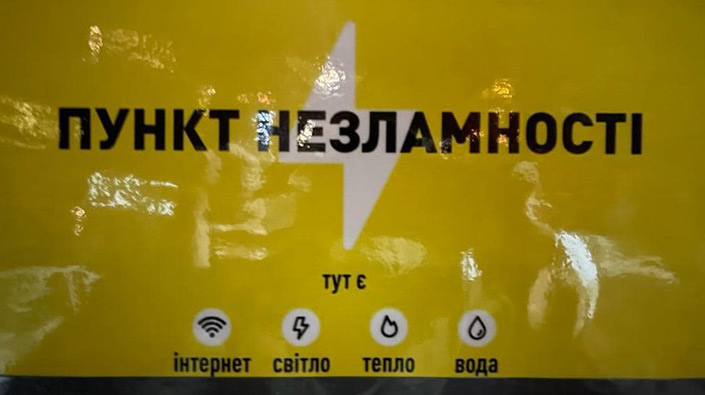 ПУНКТ НЕЗЛАМНОСТІ
тут є
інтернет світло тепло вода